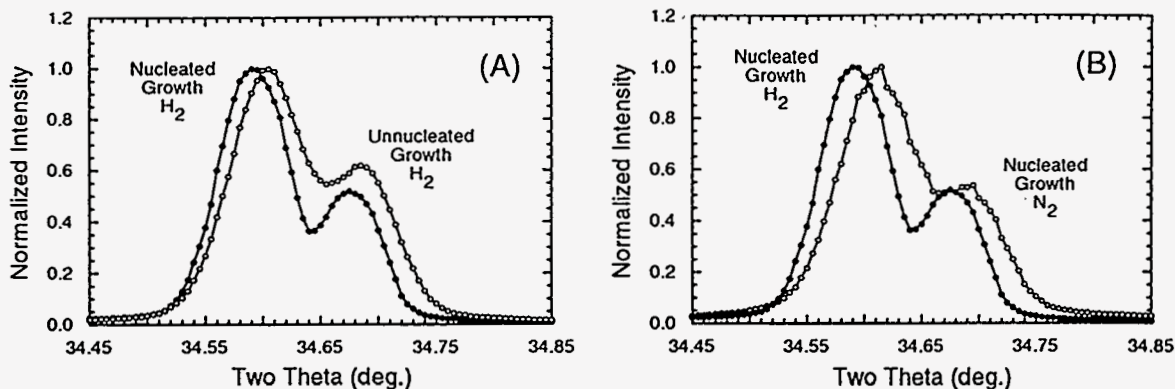 1.2
1.0
0.8
0.6
0.4
0.2
0.0
Normalized Intensity
(A)
Nucleated
Growth
H2
Unnucleated
Growth
H2
34.45 34.55 34.65 34.75 34.85
Two Theta (deg.)
1.2
1.0
0.8
0.6
0.4
0.2
0.0
Normalized Intensity
(B)
Nucleated
Growth
H2
Nucleated
Growth
N2
34.45 34.55 34.65 34.75 34.85
Two Theta (deg.)